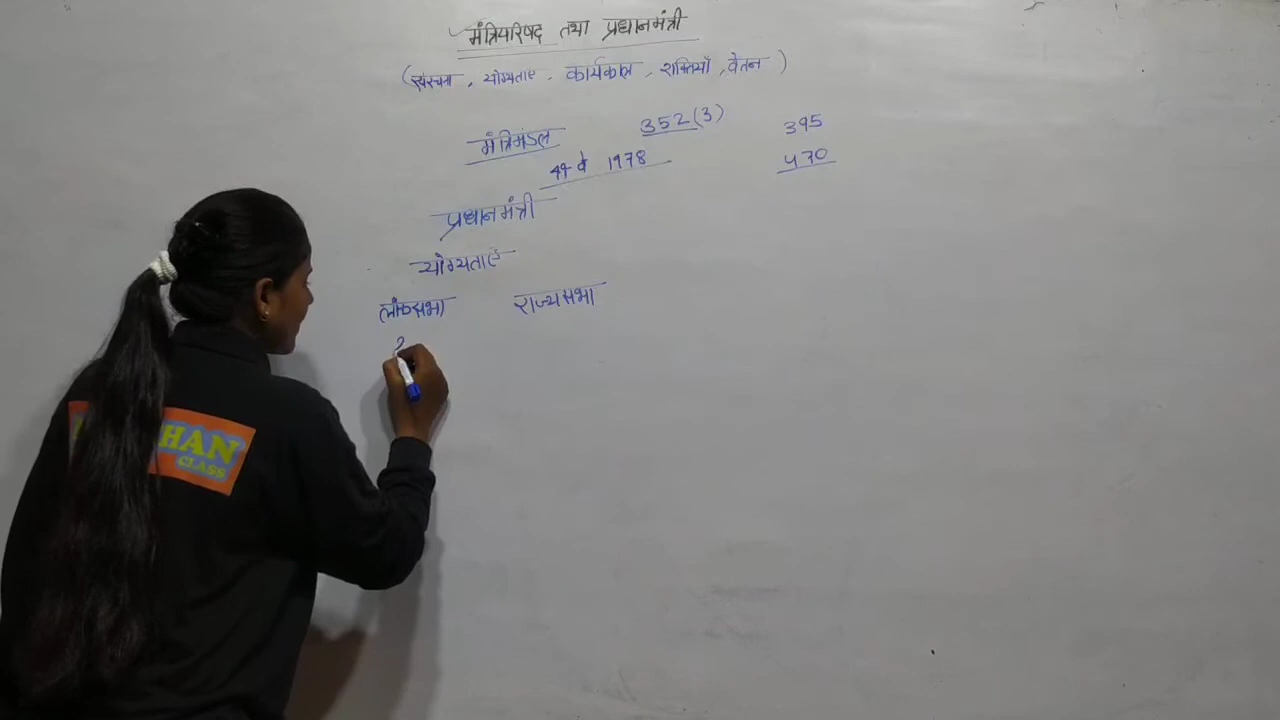 मंत्रिपरिषद तथा प्रधानमंत्री
(संरचना, योग्यताएं, कार्यकाल, शक्तियाँ, वेतन)
मंत्रिमंडल 352(3) 395
44 वे 1978 470
प्रधानमंत्री
योग्यताएँ
लोकसभा राज्यसभा
2
HAN
CLASS